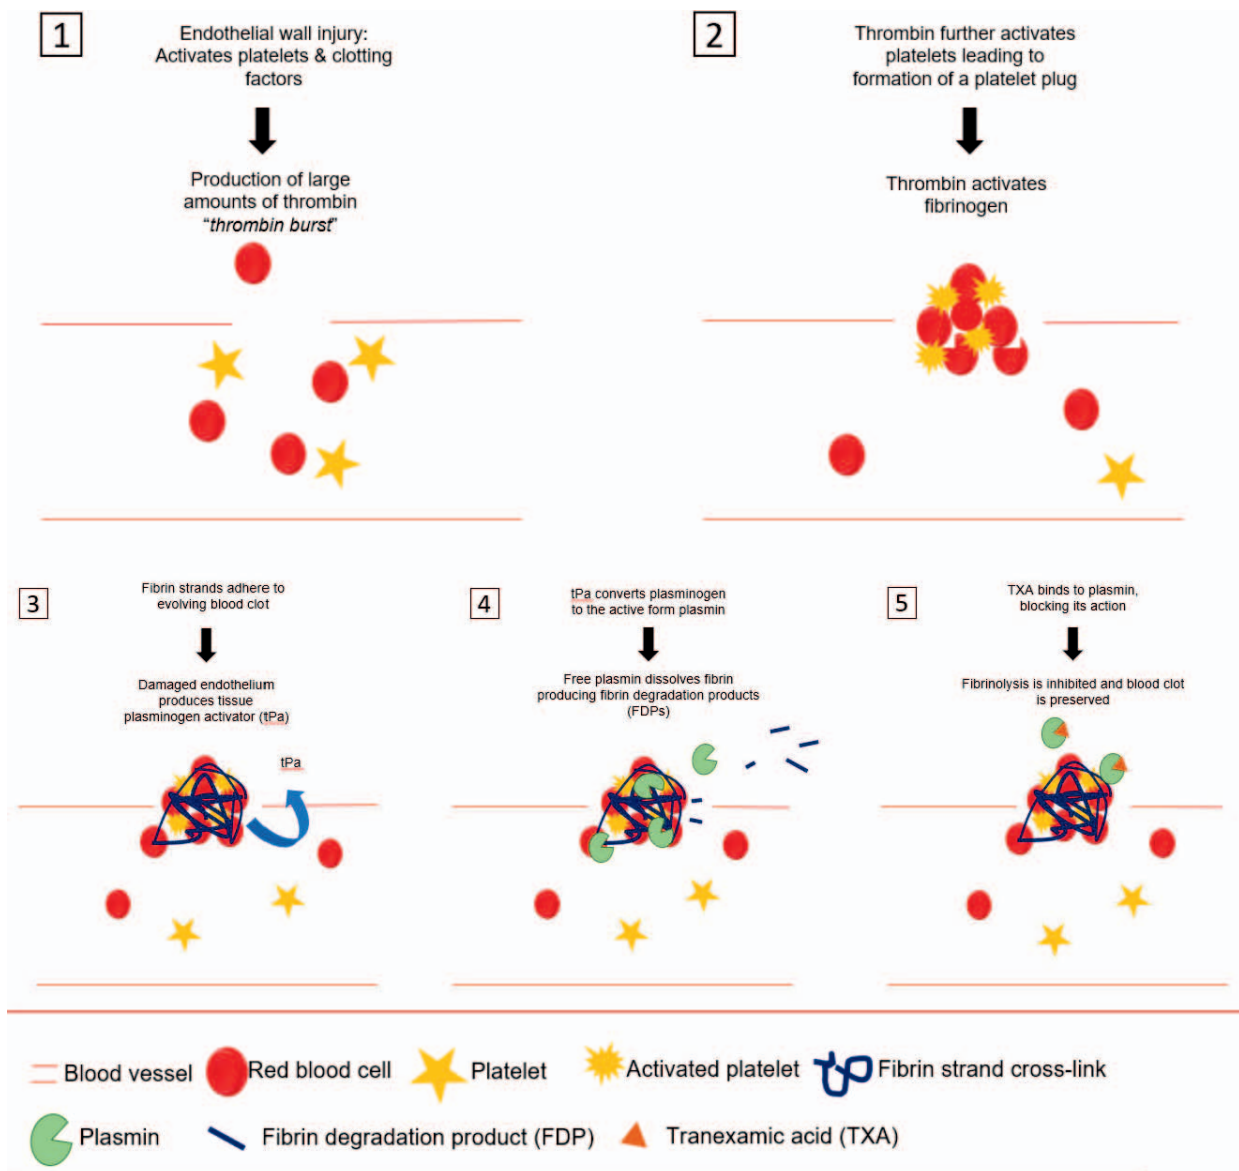 1
Endothelial wall injury:
Activates platelets & clotting
factors
Production of large
amounts of thrombin
“thrombin burst”
2
Thrombin further activates
platelets leading to
formation of a platelet plug
Thrombin activates
fibrinogen
3
Fibrin strands adhere to
evolving blood clot
Damaged endothelium
produces tissue
plasminogen activator (tPa)
tPa
4
tPa converts plasminogen
to the active form plasmin
Free plasmin dissolves fibrin
producing fibrin degradation products
(FDPs)
5
TXA binds to plasmin,
blocking its action
Fibrinolysis is inhibited and blood clot
is preserved
Blood vessel
Red blood cell
Platelet
Activated platelet
Fibrin strand cross-link
Plasmin
Fibrin degradation product (FDP)
Tranexamic acid (TXA)